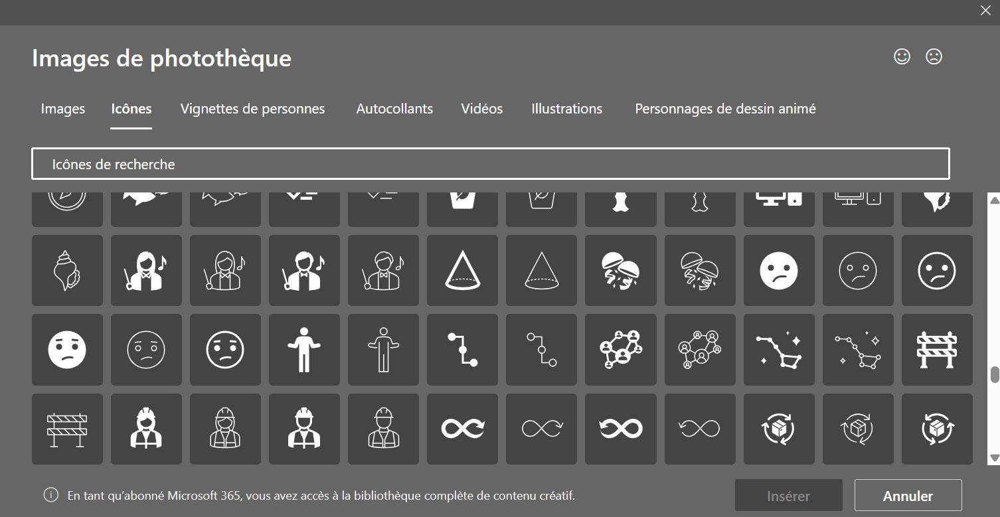 Images de photothèque
Images Icônes Vignettes de personnes Autocollants Vidéos Illustrations Personnages de dessin animé
Icônes de recherche
En tant qu’abonné Microsoft 365, vous avez accès à la bibliothèque complète de contenu créatif.
Insérer Annuler